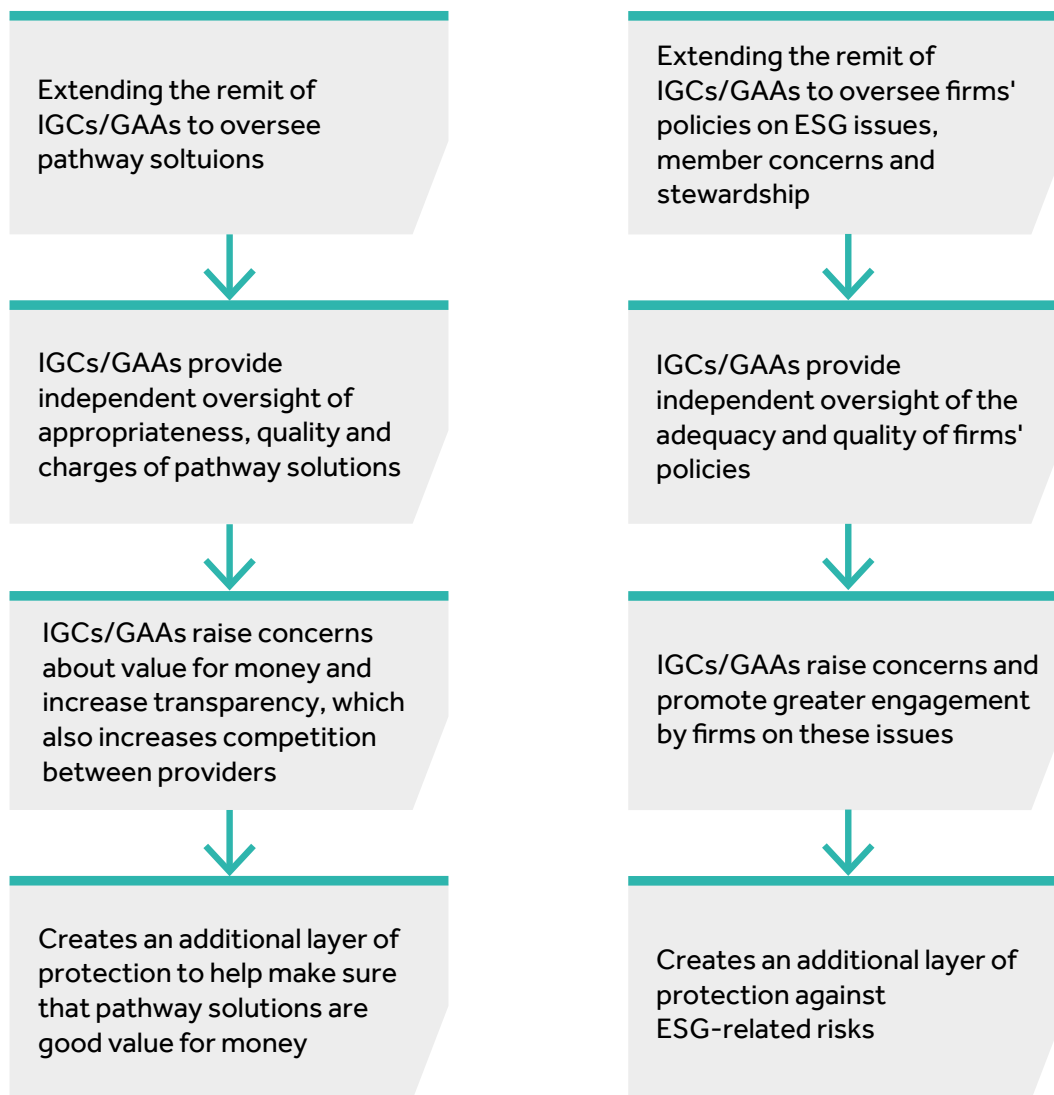 Extending the remit of
IGCs/GAAs to oversee
pathway soltuions
IGCs/GAAs provide
independent oversight of
appropriateness, quality and
charges of pathway solutions
IGCs/GAAs raise concerns
about value for money and
increase transparency, which
also increases competition
between providers
Creates an additional layer of
protection to help make sure
that pathway solutions are
good value for money
Extending the remit of
IGCs/GAAs to oversee firms'
policies on ESG issues,
member concerns and
stewardship
IGCs/GAAs provide
independent oversight of the
adequacy and quality of firms'
policies
IGCs/GAAs raise concerns and
promote greater engagement
by firms on these issues
Creates an additional layer of
protection against
ESG-related risks